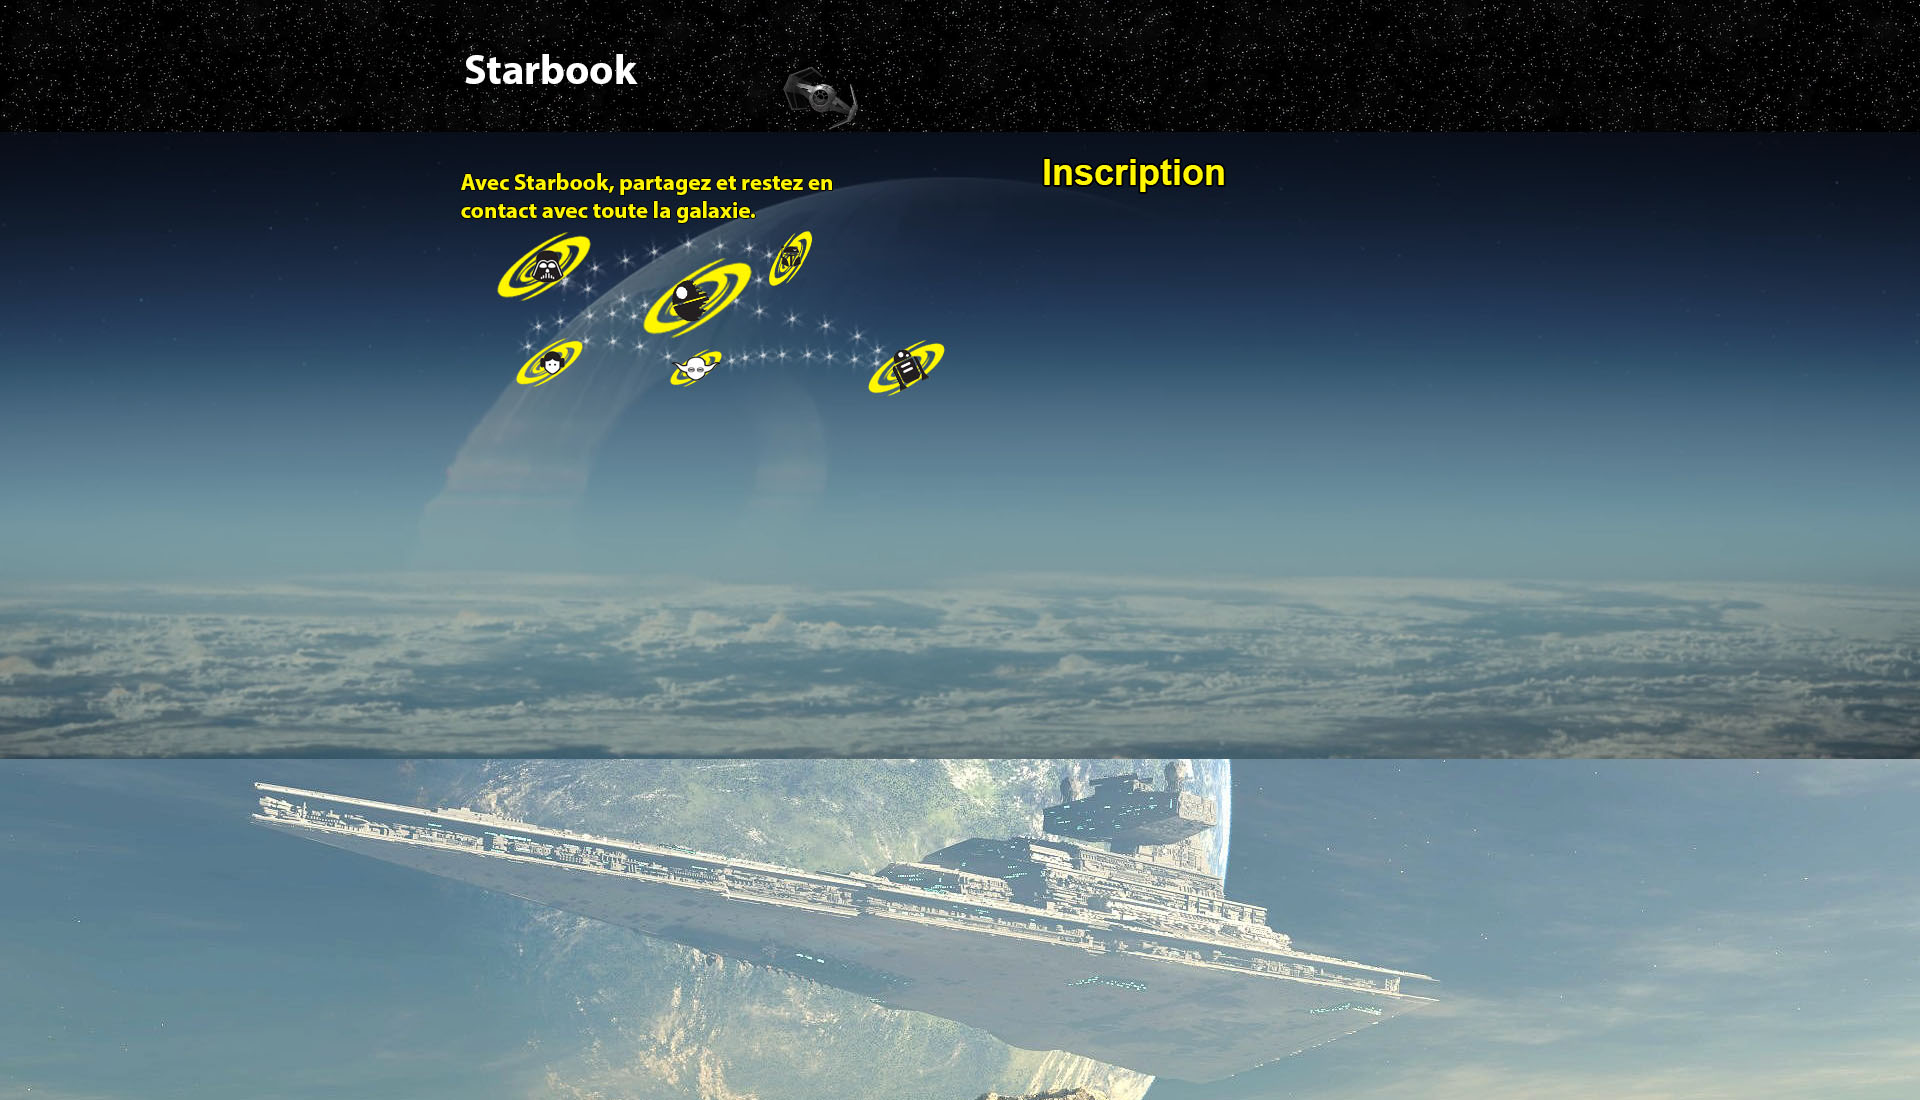 Starbook
Avec Starbook, partagez et restez en
contact avec toute la galaxie.
Inscription